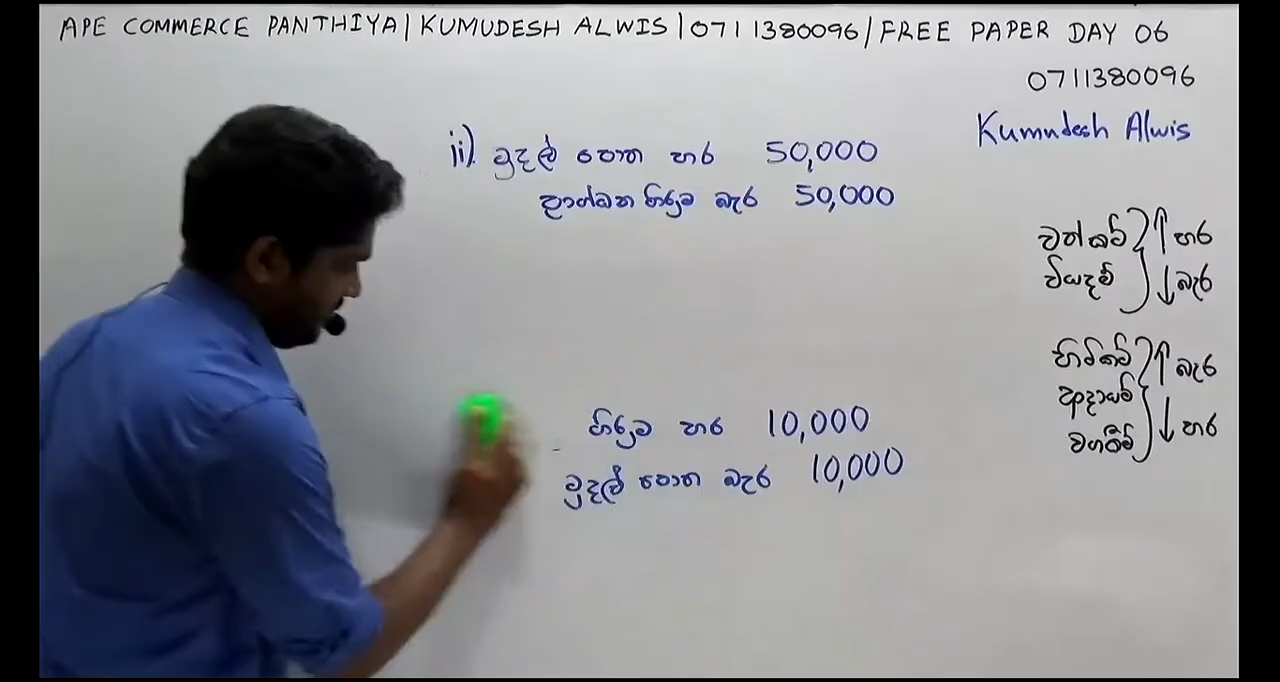 APE COMMERCE PANTHIYA | KUMUDESH ALWIS | 0711380096 / FREE PAPER DAY 06
0711380096
Kumudesh Alwis
ii) මුදල් පොත හර 50,000
දාන්ධන හිරුම බැර 50,000
වත්කම් ↑ හර
වියදම් ↓ බැර
හිමිකම් ↑ බැර
ආදායම්
වගකීම් ↓ හර
හිරුම හර 10,000
මුදල් පොත බැර 10,000